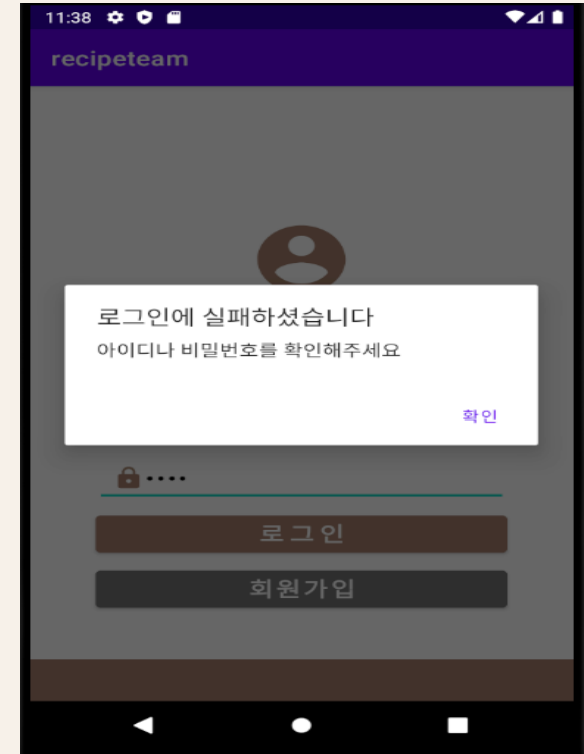 11:38
recipeteam
로그인에 실패하셨습니다
아이디나 비밀번호를 확인해주세요
확인
••••
로그인
회원가입